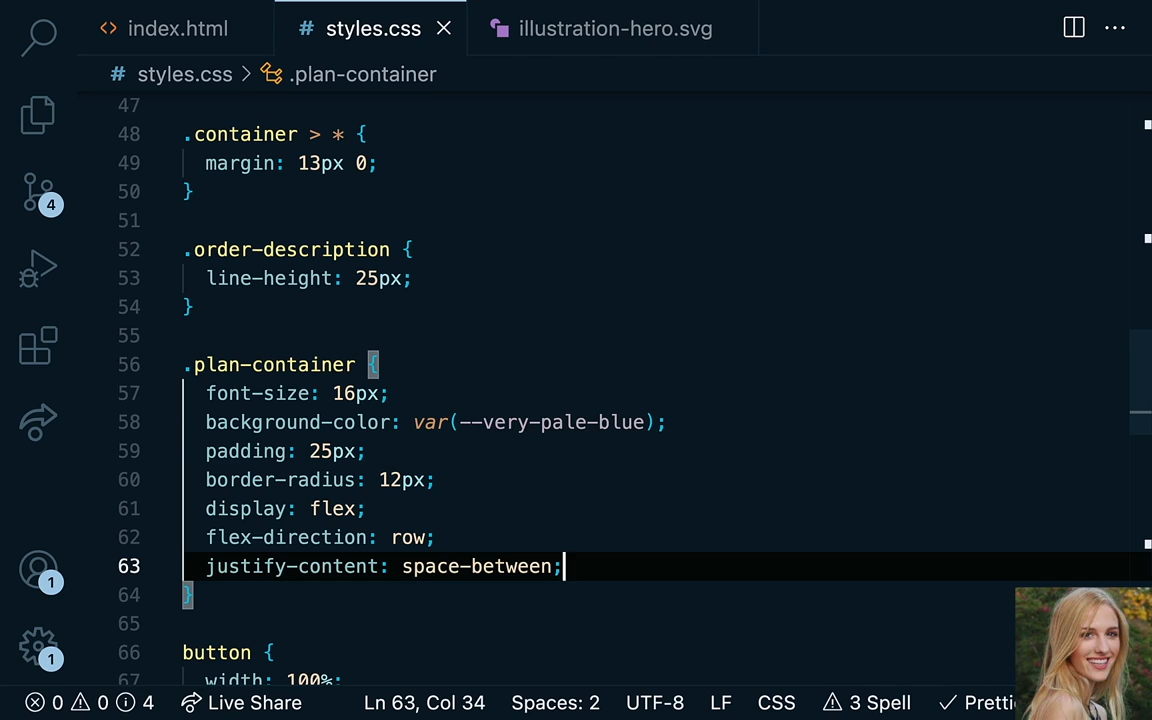 <> index.html # styles.css × illustration-hero.svg ...
# styles.css > .plan-container
47
48 .container > * {
49 margin: 13px 0;
50 }
51
52 .order-description {
53 line-height: 25px;
54 }
55
56 .plan-container {
57 font-size: 16px;
58 background-color: var(--very-pale-blue);
59 padding: 25px;
60 border-radius: 12px;
61 display: flex;
62 flex-direction: row;
63 justify-content: space-between;
64 }
65
66 button {
67 width: 100%;
4
1
1
0 0 4 Live Share Ln 63, Col 34 Spaces: 2 UTF-8 LF CSS 3 Spell Pretti